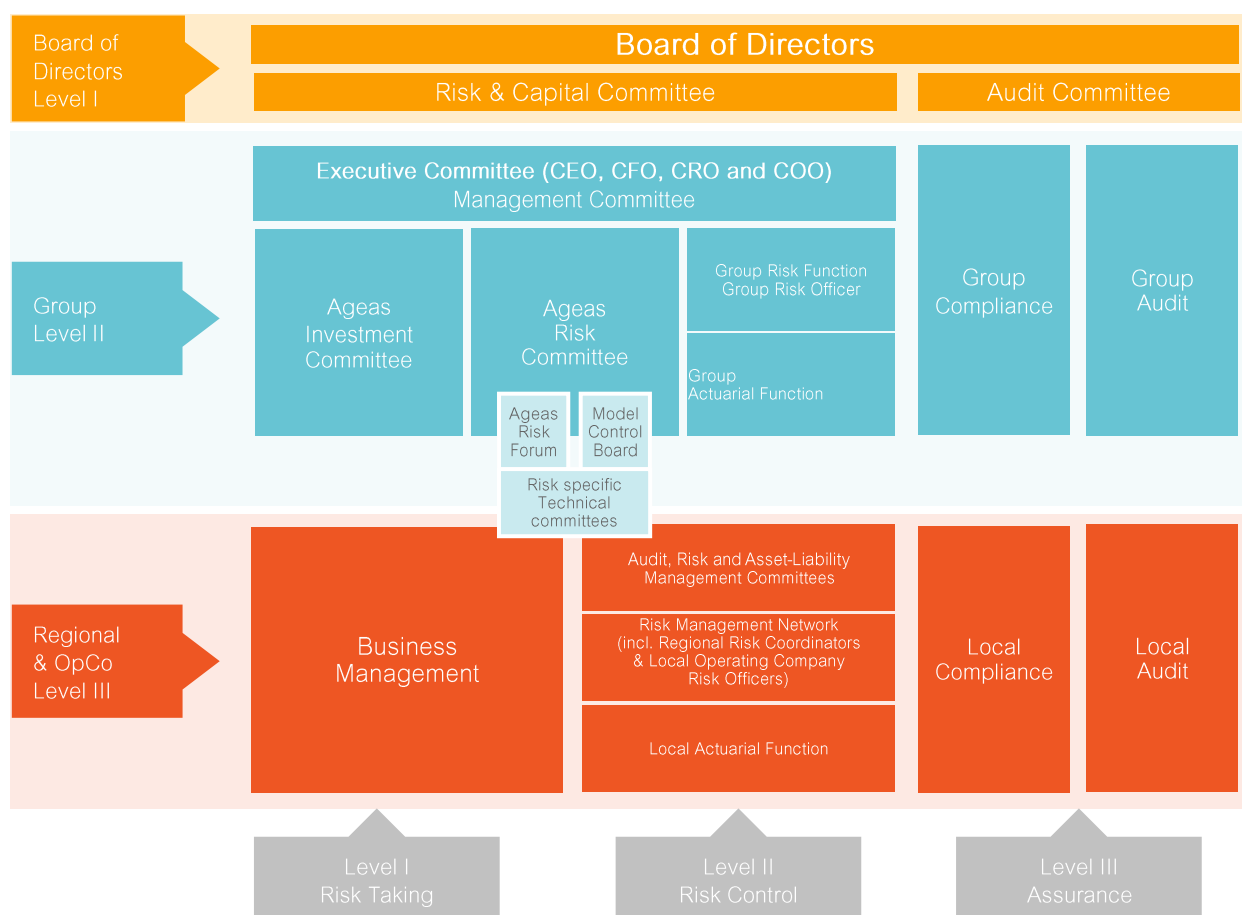 Board of
Directors
Level I
Board of Directors
Risk & Capital Committee
Audit Committee
Group
Level II
Executive Committee (CEO, CFO, CRO and COO)
Management Committee
Ageas
Investment
Committee
Ageas
Risk
Committee
Group Risk Function
Group Risk Officer
Group
Actuarial Function
Group
Compliance
Group
Audit
Ageas
Risk
Forum
Model
Control
Board
Risk specific
Technical
committees
Regional
& OpCo
Level III
Business
Management
Audit, Risk and Asset-Liability
Management Committees
Risk Management Network
(incl. Regional Risk Coordinators
& Local Operating Company
Risk Officers)
Local Actuarial Function
Local
Compliance
Local
Audit
Level I
Risk Taking
Level II
Risk Control
Level III
Assurance